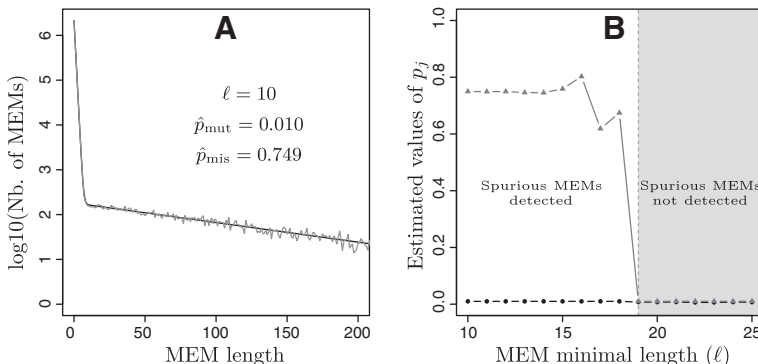 A
log10(Nb. of MEMs)
6
5
4
3
2
1
0
ℓ = 10
p̂mut = 0.010
p̂mis = 0.749
0 50 100 150 200
MEM length
B
Estimated values of pj
1.0
0.8
0.6
0.4
0.2
0.0
Spurious MEMs
detected
Spurious MEMs
not detected
10 15 20 25
MEM minimal length (ℓ)